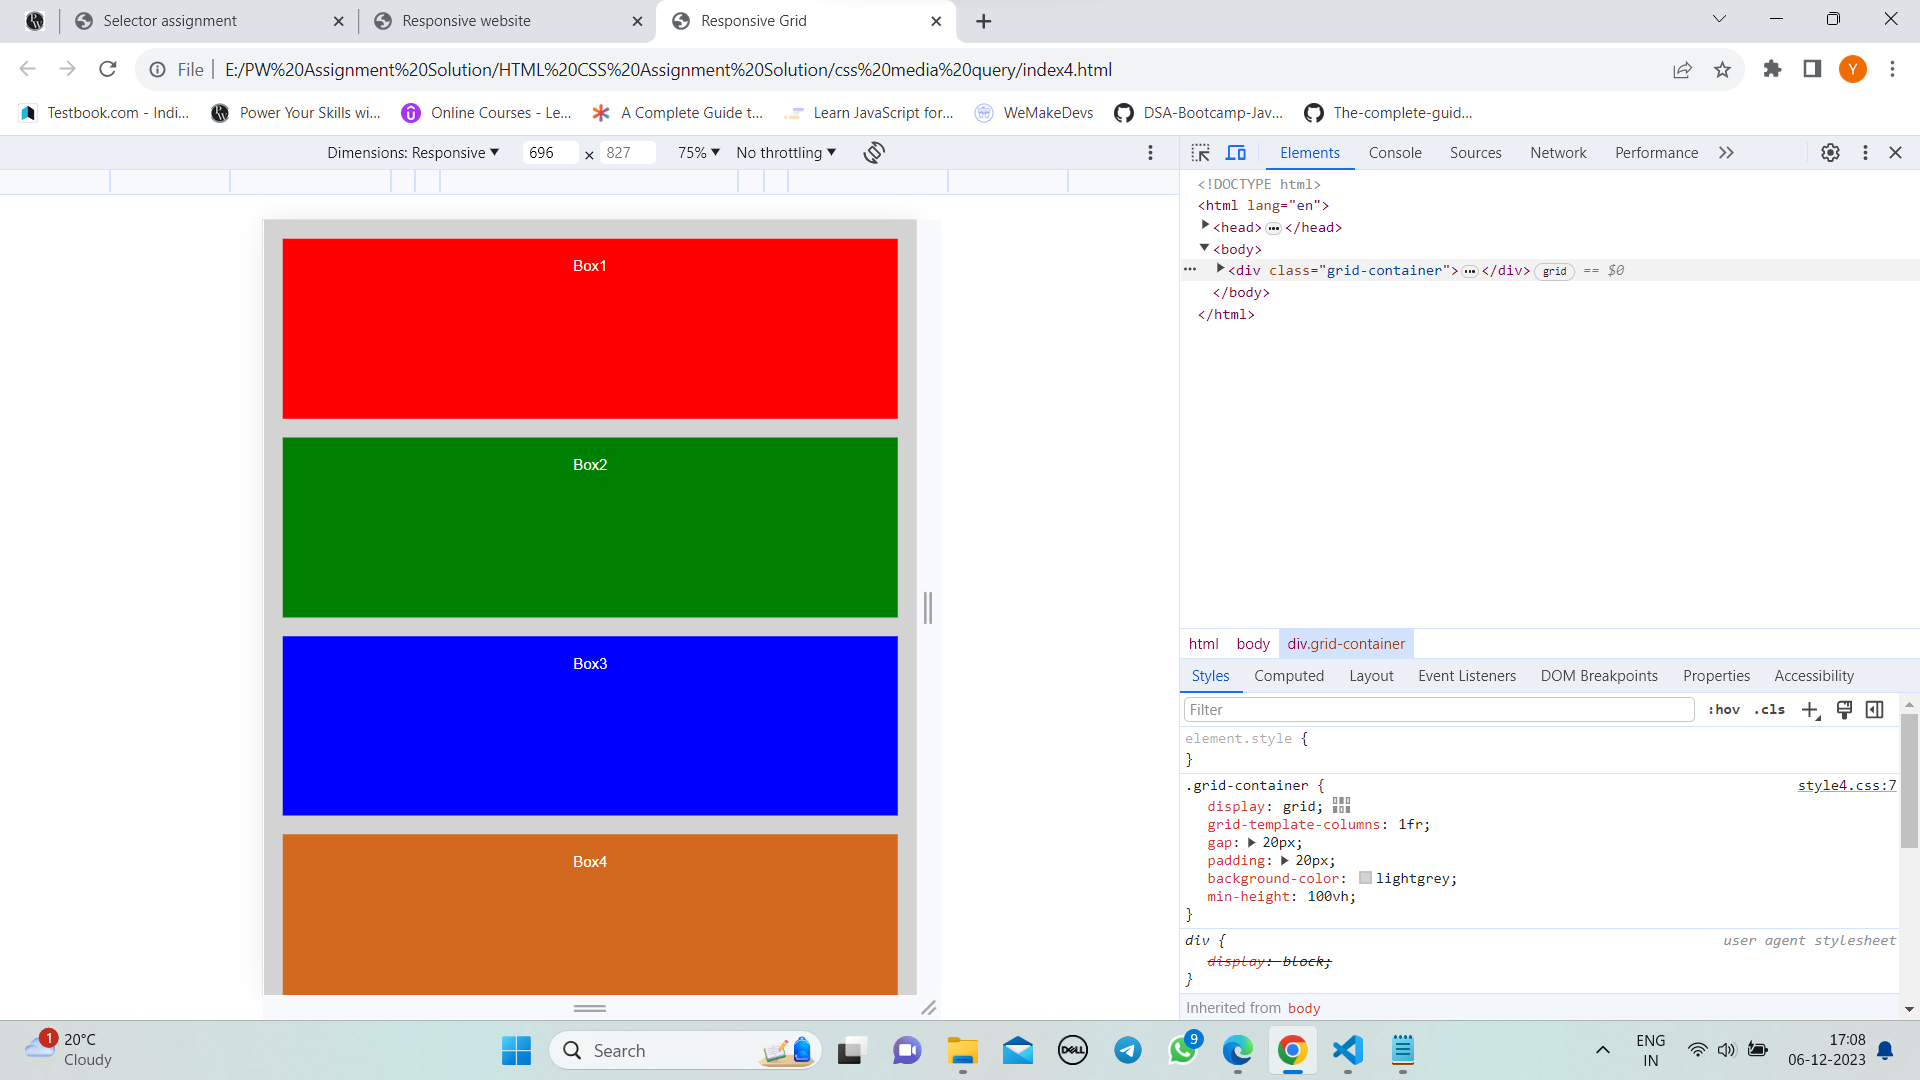 Selector assignment
Responsive website
Responsive Grid
File
E:/PW%20Assignment%20Solution/HTML%20CSS%20Assignment%20Solution/css%20media%20query/index4.html
Y
Testbook.com - Indi...
Power Your Skills wi...
Online Courses - Le...
A Complete Guide t...
Learn JavaScript for...
WeMakeDevs
DSA-Bootcamp-Jav...
The-complete-guid...
Dimensions: Responsive
696 × 827
75%
No throttling
Elements
Console
Sources
Network
Performance
Box1
Box2
Box3
Box4
<!DOCTYPE html>
<html lang="en">
<head>…</head>
<body>
<div class="grid-container">…</div> grid == $0
</body>
</html>
html body div.grid-container
Styles
Computed
Layout
Event Listeners
DOM Breakpoints
Properties
Accessibility
Filter
:hov .cls
element.style {
}
.grid-container { style4.css:7
display: grid;
grid-template-columns: 1fr;
gap: 20px;
padding: 20px;
background-color: lightgrey;
min-height: 100vh;
}
div { user agent stylesheet
display: block;
}
Inherited from body
1
20°C
Cloudy
Search
DELL
9
ENG
IN
17:08
06-12-2023